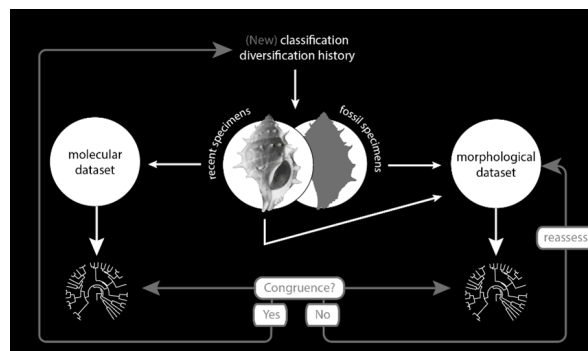 (New) classification
diversification history
recent specimens
fossil specimens
molecular
dataset
morphological
dataset
reassess
Congruence?
Yes
No